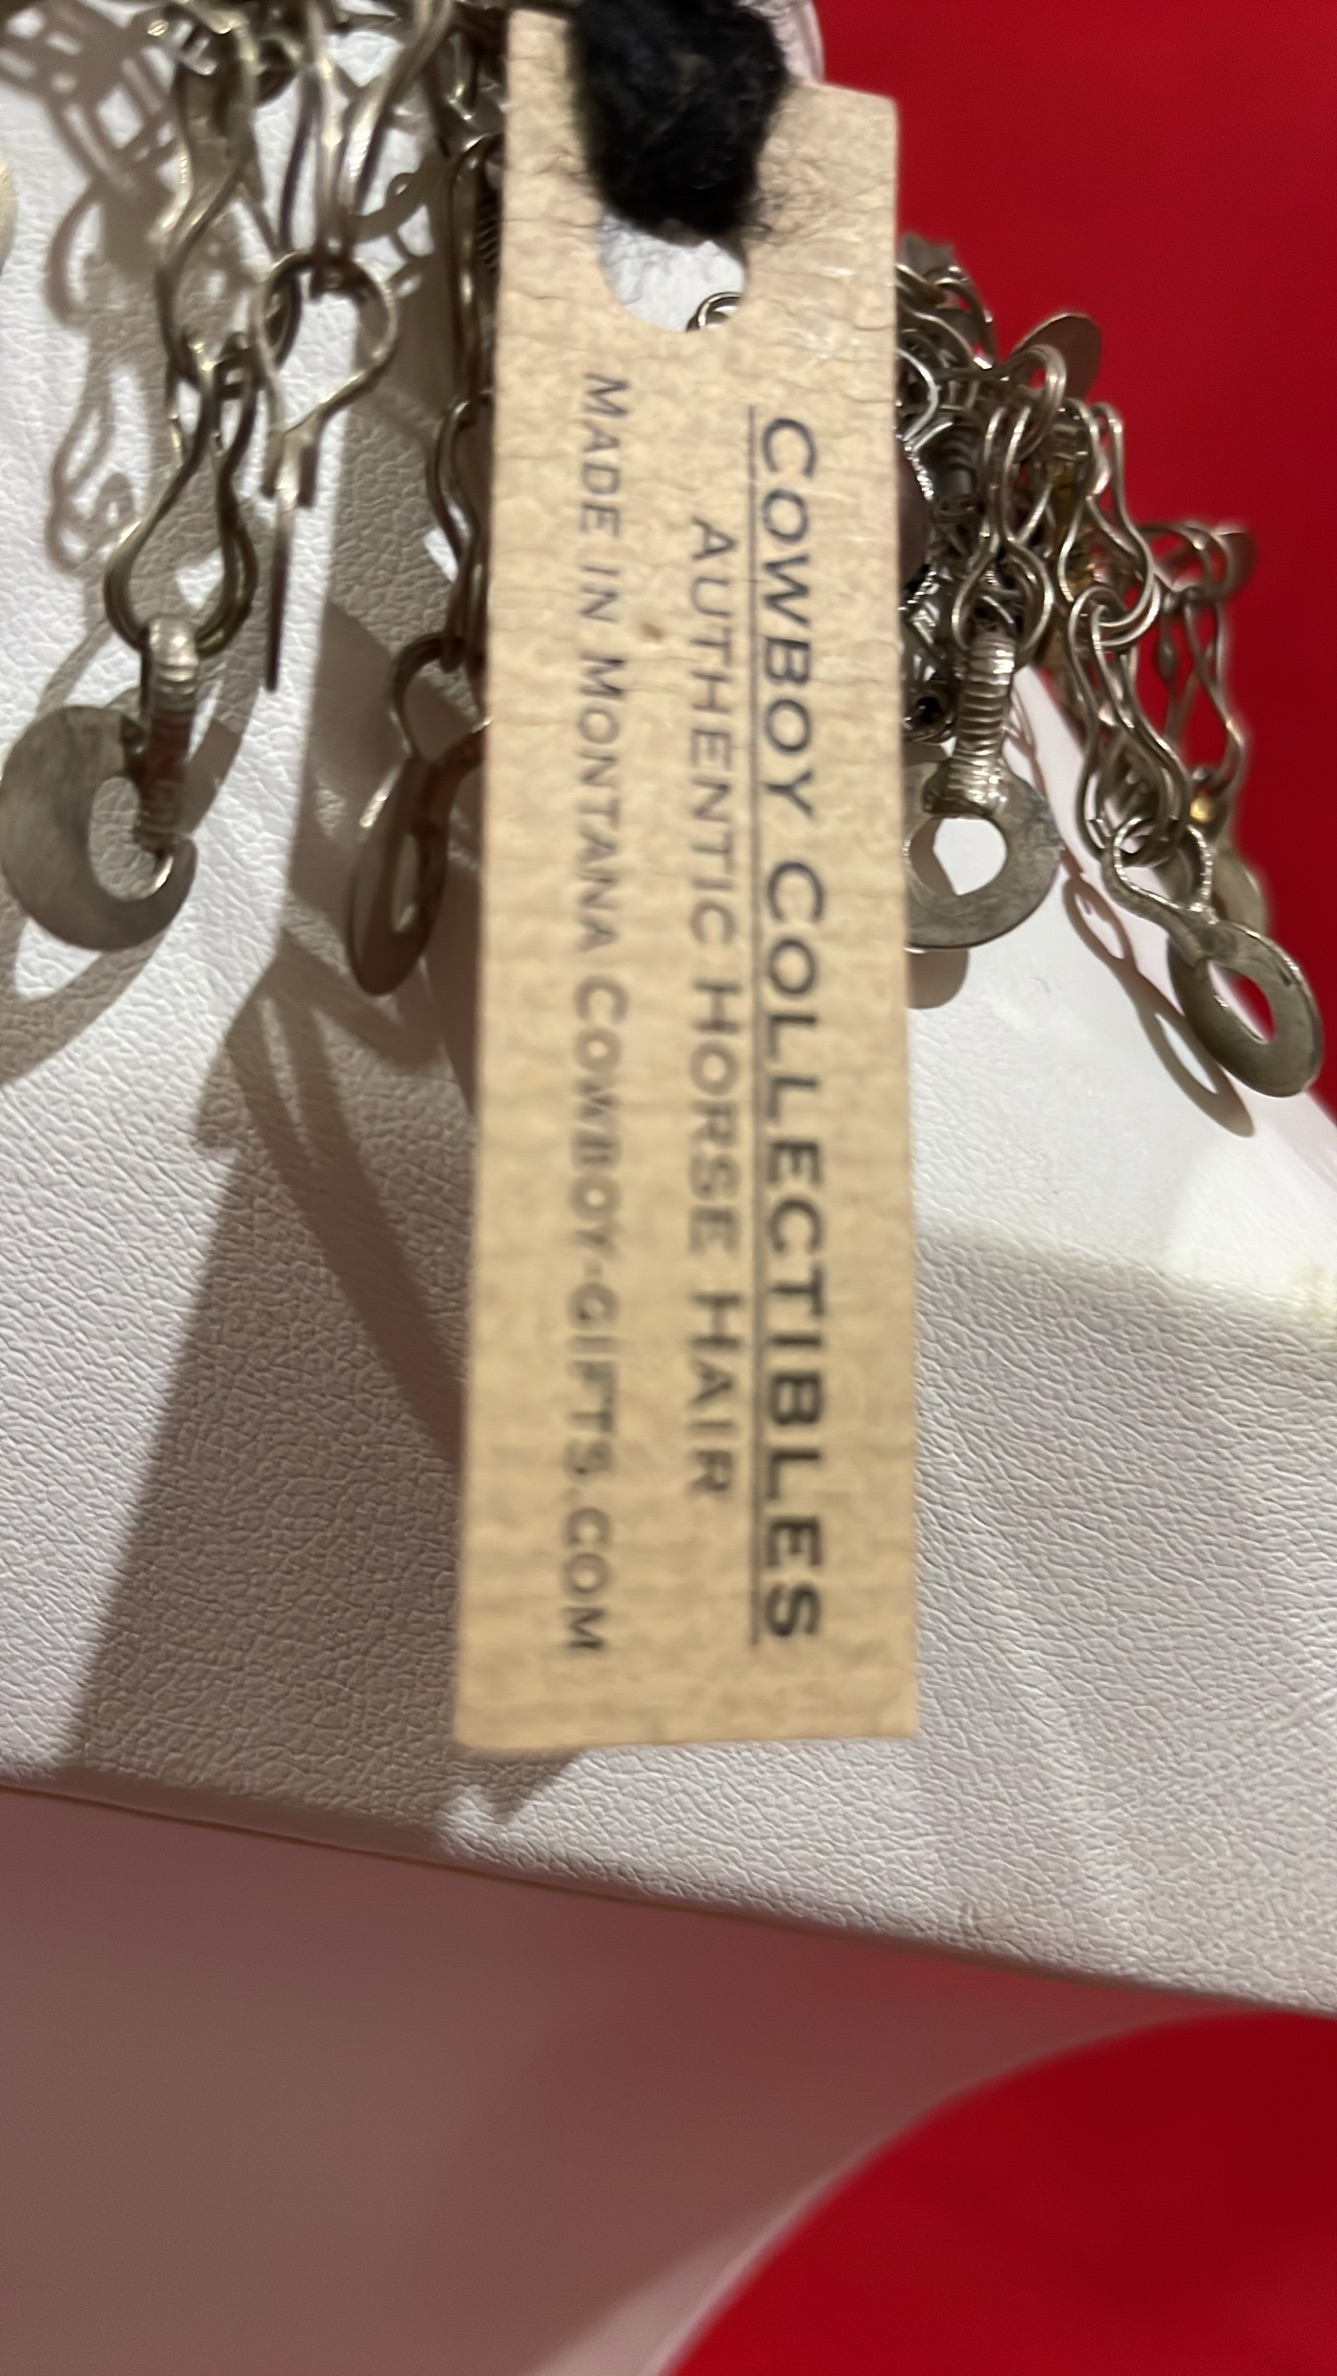 COWBOY COLLECTIBLES
AUTHENTIC HORSE HAIR
MADE IN MONTANA COWBOY-GIFTS.COM